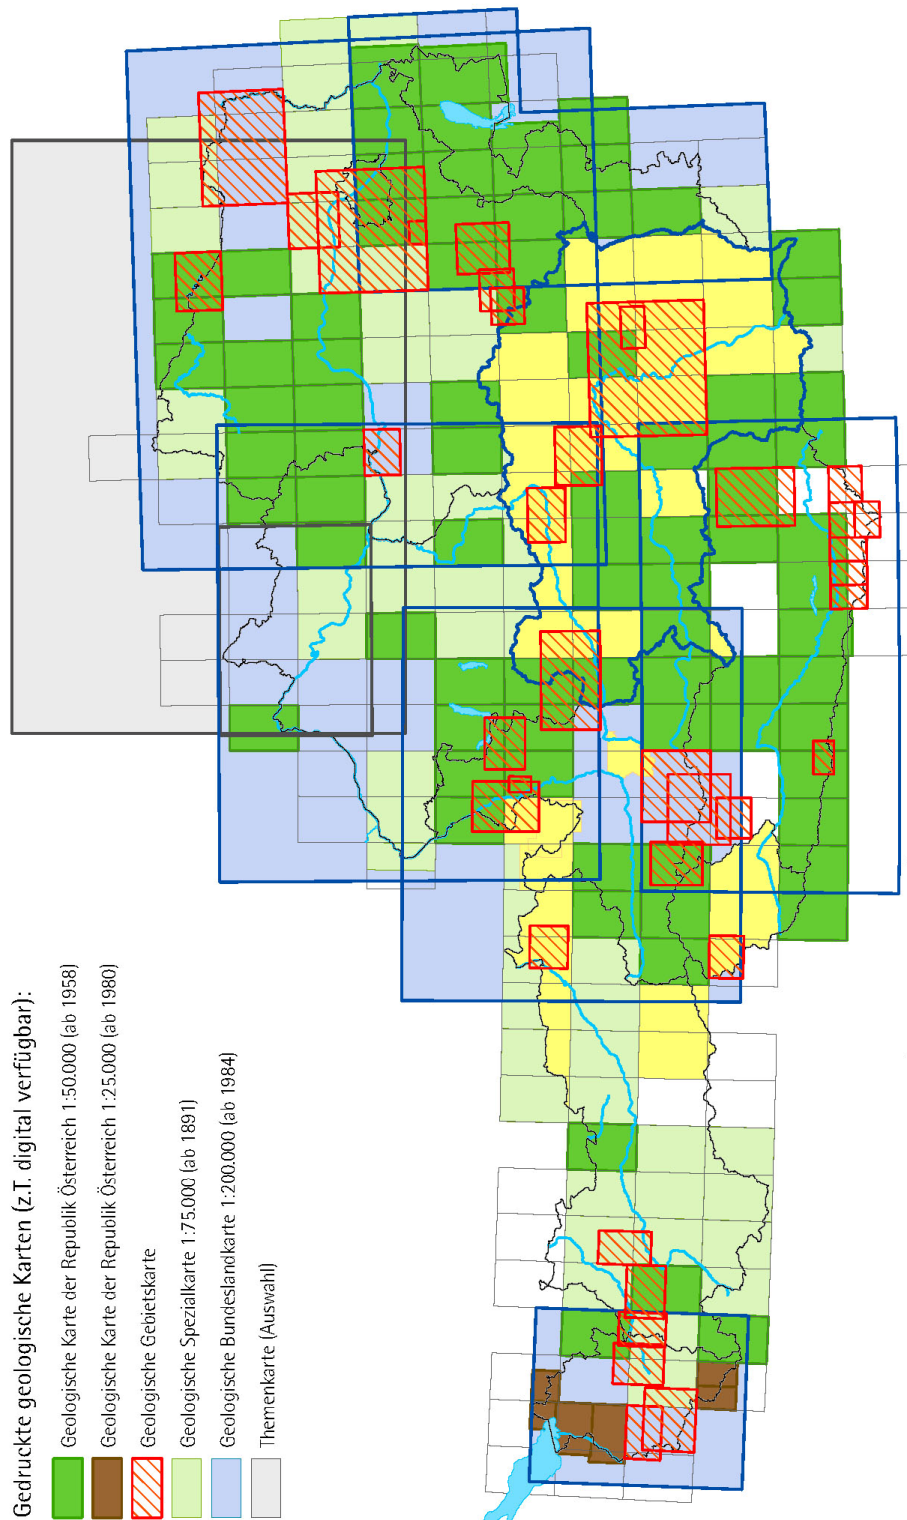 Gedruckte geologische Karten (z.T. digital verfügbar):
Geologische Karte der Republik Österreich 1:50.000 (ab 1958)
Geologische Karte der Republik Österreich 1:25.000 (ab 1980)
Geologische Gebietskarte
Geologische Spezialkarte 1:75.000 (ab 1891)
Geologische Bundeslandkarte 1:200.000 (ab 1984)
Themenkarte (Auswahl)